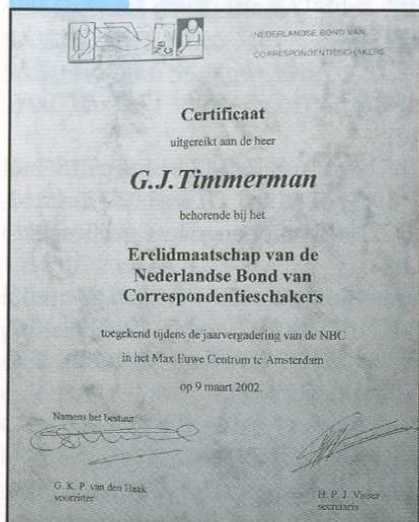 NEDERLANDSE BOND VAN
CORRESPONDENTIESCHAKERS
Certificaat
uitgereikt aan de heer
G.J. Timmerman
behorende bij het
Erelidmaatschap van de
Nederlandse Bond van
Correspondentieschakers
toegekend tijdens de jaarvergadering van de NBC
in het Max Euwe Centrum te Amsterdam
op 9 maart 2002.
Namens het bestuur
G. K. P. van den Haak
voorzitter
H. P. J. Visser
secretaris